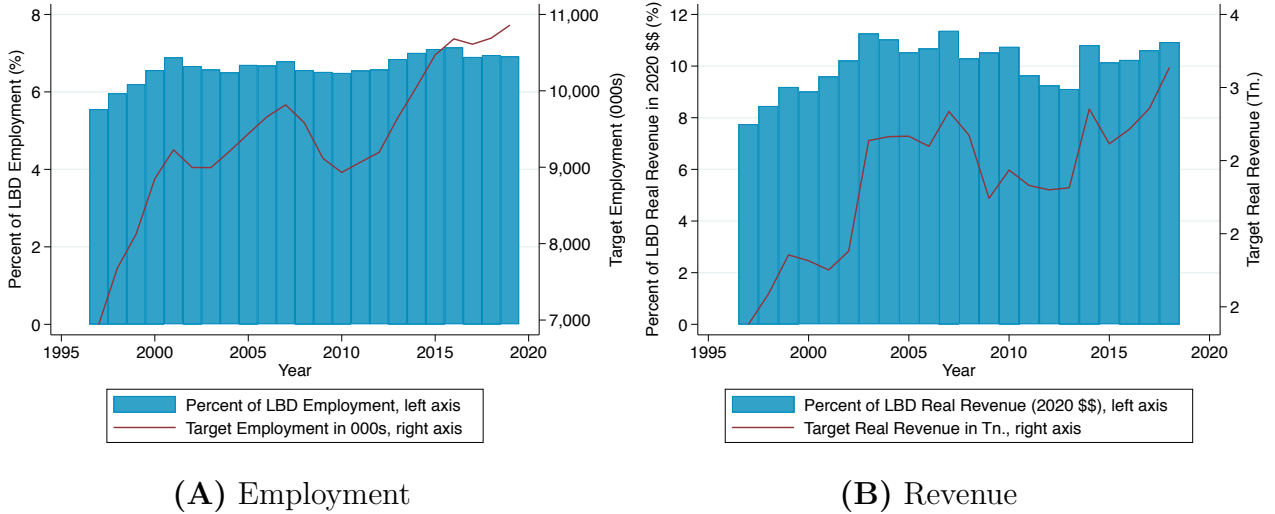 8
6
4
2
0
Percent of LBD Employment (%)
11,000
10,000
9,000
8,000
7,000
Target Employment (000s)
1995 2000 2005 2010 2015 2020
Year
Percent of LBD Employment, left axis
Target Employment in 000s, right axis
(A) Employment
12
10
8
6
4
2
0
Percent of LBD Real Revenue in 2020 $$ (%)
4
3
2
2
2
Target Real Revenue (Tn.)
1995 2000 2005 2010 2015 2020
Year
Percent of LBD Real Revenue (2020 $$), left axis
Target Real Revenue in Tn., right axis
(B) Revenue